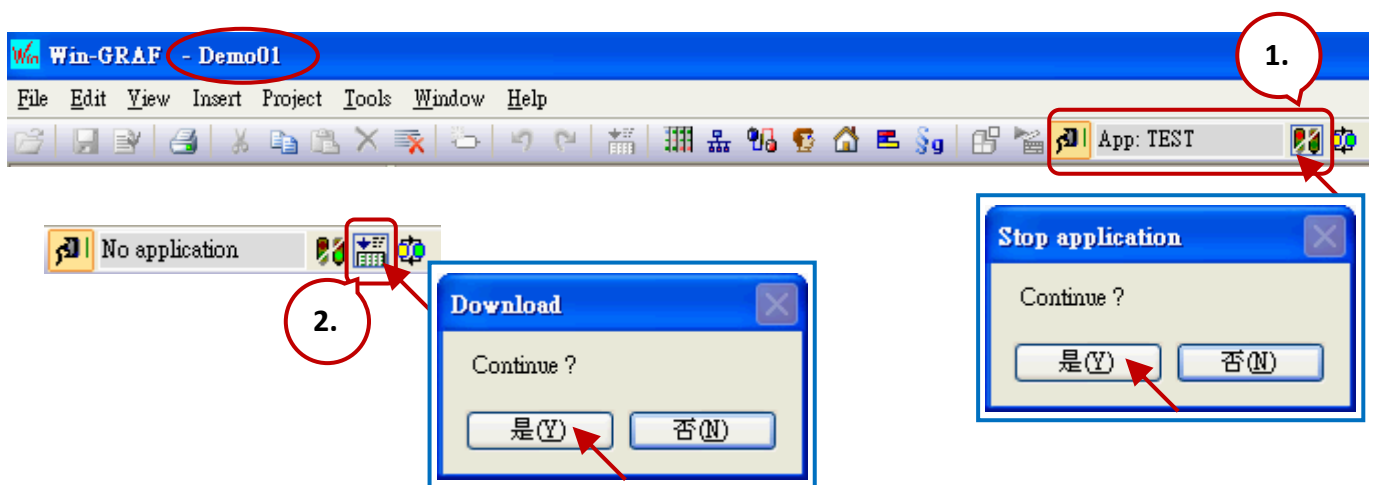 Win Win-GRAF - Demo01
1.
File Edit View Insert Project Tools Window Help
§g App: TEST
No application
2.
Download
Continue ?
是(Y) 否(N)
Stop application
Continue ?
是(Y) 否(N)